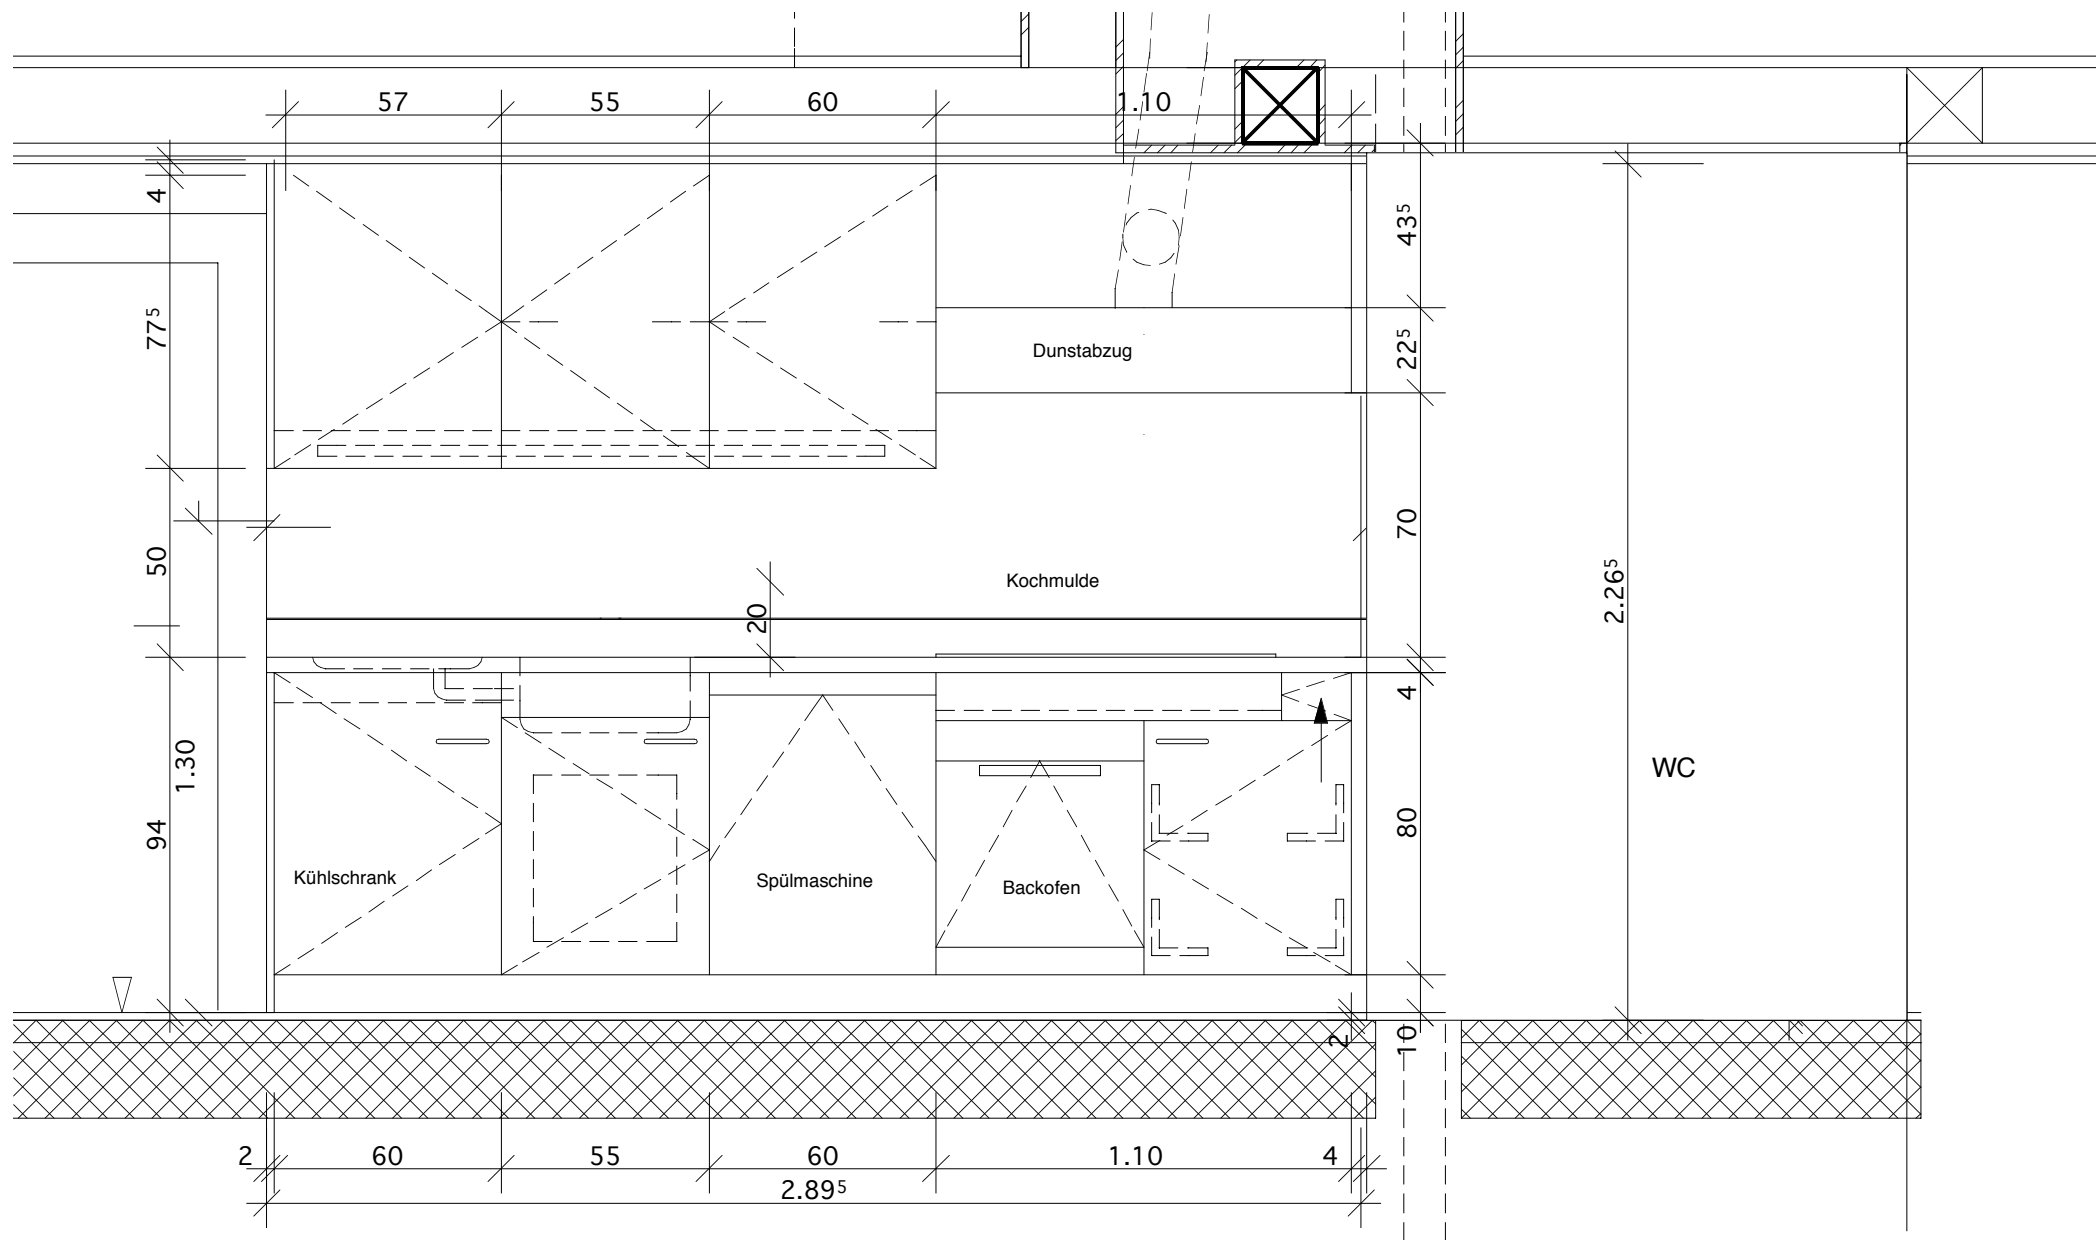 57 55 60 1.10
4
43⁵
77⁵
22⁵
Dunstabzug
70
50
Kochmulde
20
2.26⁵
4
1.30
WC
94
80
Kühlschrank
Spülmaschine
Backofen
2
10
2 60 55 60 1.10 4
2.89⁵